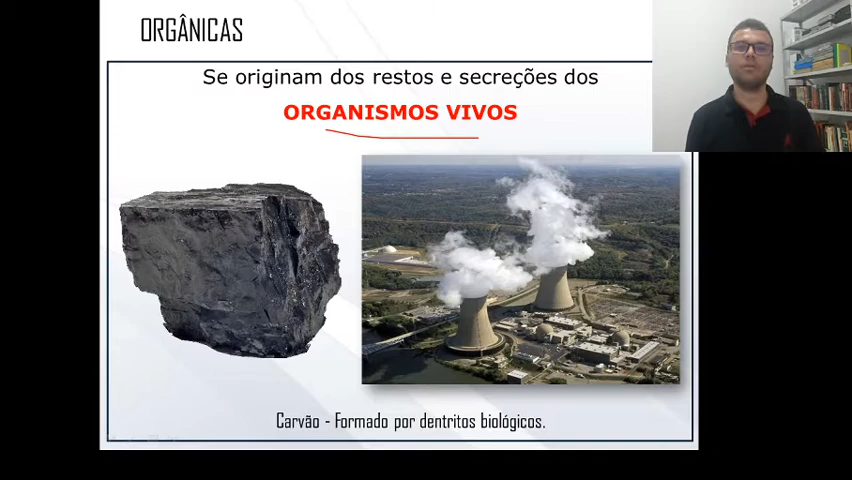 ORGÂNICAS
Se originam dos restos e secreções dos
ORGANISMOS VIVOS
Carvão - Formado por dentritos biológicos.